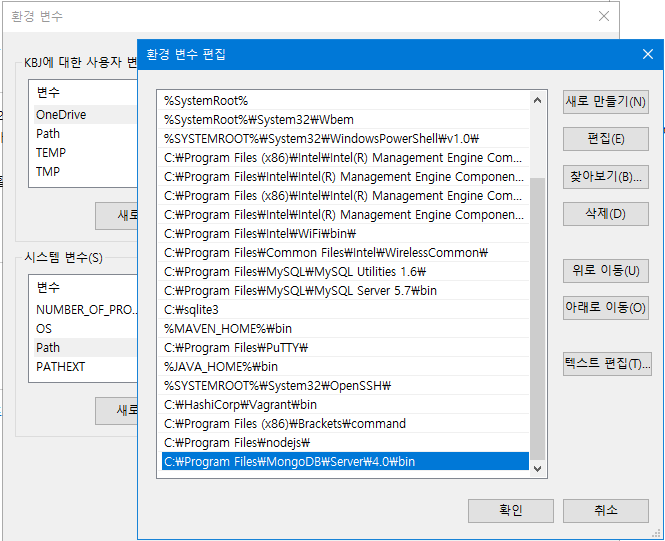 환경 변수
KBJ에 대한 사용자 변
변수
OneDrive
Path
TEMP
TMP
새로
시스템 변수(S)
변수
NUMBER_OF_PRO...
OS
Path
PATHEXT
새로
환경 변수 편집
%SystemRoot%
%SystemRoot%₩System32₩Wbem
%SYSTEMROOT%₩System32₩WindowsPowerShell₩v1.0₩
C:₩Program Files (x86)₩Intel₩Intel(R) Management Engine Com...
C:₩Program Files₩Intel₩Intel(R) Management Engine Componen...
C:₩Program Files (x86)₩Intel₩Intel(R) Management Engine Com...
C:₩Program Files₩Intel₩Intel(R) Management Engine Componen...
C:₩Program Files₩Intel₩WiFi₩bin₩
C:₩Program Files₩Common Files₩Intel₩WirelessCommon₩
C:₩Program Files₩MySQL₩MySQL Utilities 1.6₩
C:₩Program Files₩MySQL₩MySQL Server 5.7₩bin
C:₩sqlite3
%MAVEN_HOME%₩bin
C:₩Program Files₩PuTTY₩
%JAVA_HOME%₩bin
%SYSTEMROOT%₩System32₩OpenSSH₩
C:₩HashiCorp₩Vagrant₩bin
C:₩Program Files (x86)₩Brackets₩command
C:₩Program Files₩nodejs₩
C:₩Program Files₩MongoDB₩Server₩4.0₩bin
새로 만들기(N)
편집(E)
찾아보기(B)...
삭제(D)
위로 이동(U)
아래로 이동(O)
텍스트 편집(T)...
확인
취소